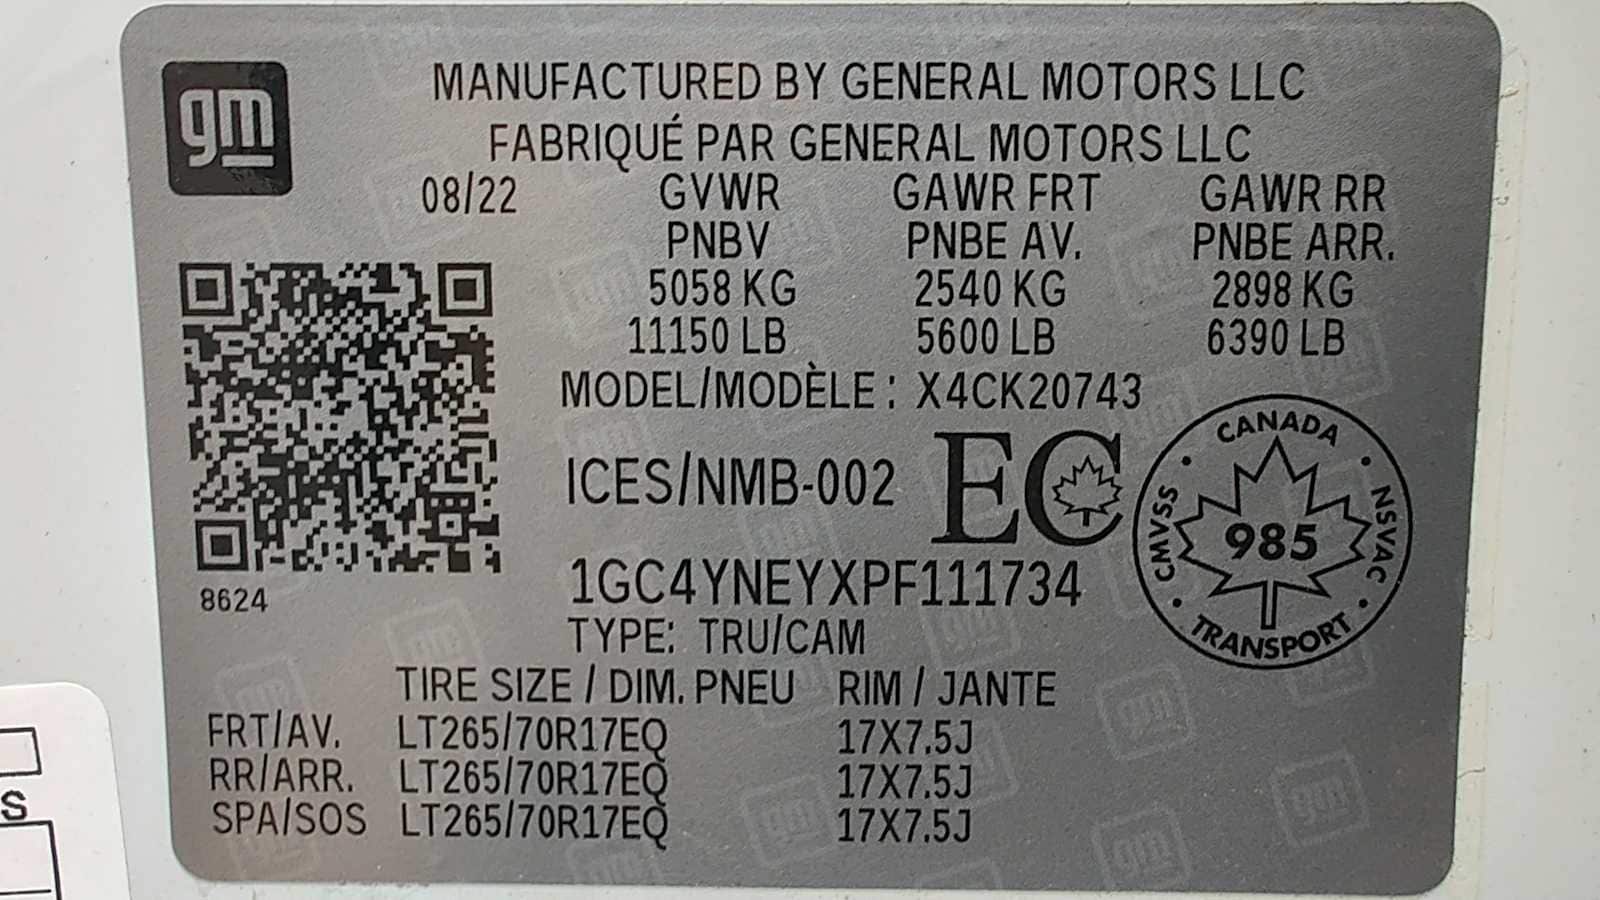 gm
MANUFACTURED BY GENERAL MOTORS LLC
FABRIQUÉ PAR GENERAL MOTORS LLC
08/22 GVWR GAWR FRT GAWR RR
PNBV PNBE AV. PNBE ARR.
5058 KG 2540 KG 2898 KG
11150 LB 5600 LB 6390 LB
MODEL/MODÈLE: X4CK20743
ICES/NMB-002 EC
CANADA
CMVSS 985 NSVAC
TRANSPORT
8624
1GC4YNEYXPF111734
TYPE: TRU/CAM
TIRE SIZE / DIM. PNEU RIM / JANTE
FRT/AV. LT265/70R17EQ 17X7.5J
RR/ARR. LT265/70R17EQ 17X7.5J
SPA/SOS LT265/70R17EQ 17X7.5J
S